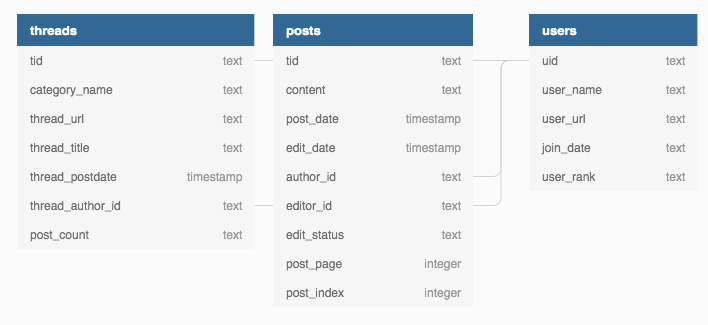 threads
tid text
category_name text
thread_url text
thread_title text
thread_postdate timestamp
thread_author_id text
post_count text
posts
tid text
content text
post_date timestamp
edit_date timestamp
author_id text
editor_id text
edit_status text
post_page integer
post_index integer
users
uid text
user_name text
user_url text
join_date text
user_rank text